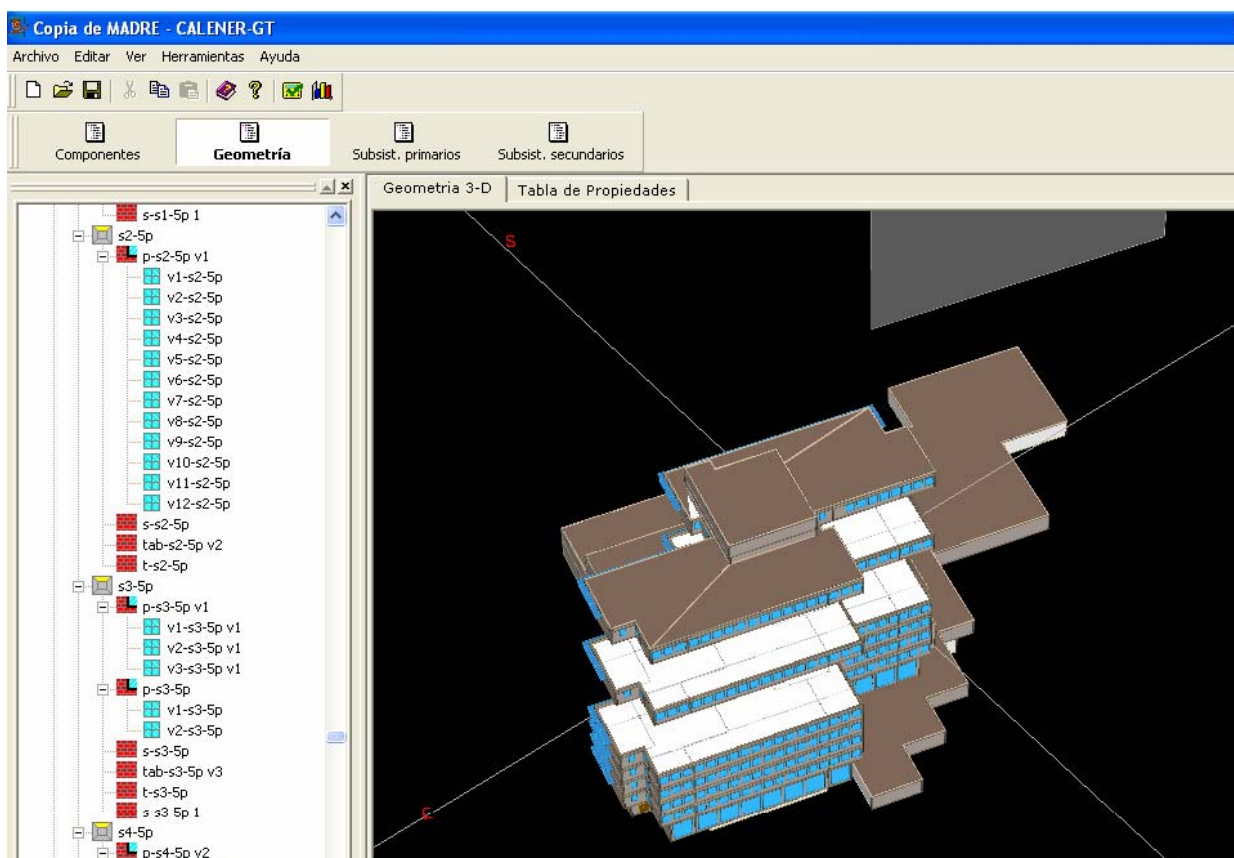 Copia de MADRE - CALENER-GT
Archivo Editar Ver Herramientas Ayuda
Componentes Geometría Subsist. primarios Subsist. secundarios
Geometria 3-D Tabla de Propiedades
s-s1-5p 1
s2-5p
p-s2-5p v1
v1-s2-5p
v2-s2-5p
v3-s2-5p
v4-s2-5p
v5-s2-5p
v6-s2-5p
v7-s2-5p
v8-s2-5p
v9-s2-5p
v10-s2-5p
v11-s2-5p
v12-s2-5p
s-s2-5p
tab-s2-5p v2
t-s2-5p
s3-5p
p-s3-5p v1
v1-s3-5p v1
v2-s3-5p v1
v3-s3-5p v1
p-s3-5p
v1-s3-5p
v2-s3-5p
s-s3-5p
tab-s3-5p v3
t-s3-5p
s s3 5p 1
s4-5p
p-s4-5p v2
S